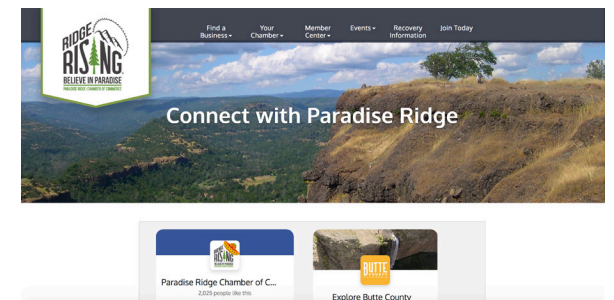 RIDGE
RISING
BELIEVE IN PARADISE
PARADISE RIDGE CHAMBER OF COMMERCE
Find a
Business
Your
Chamber
Member
Center
Events
Recovery
Information
Join Today
Connect with Paradise Ridge
RIDGE
RISING
Paradise Ridge Chamber of C...
2,025 people like this
BUTTE
Explore Butte County